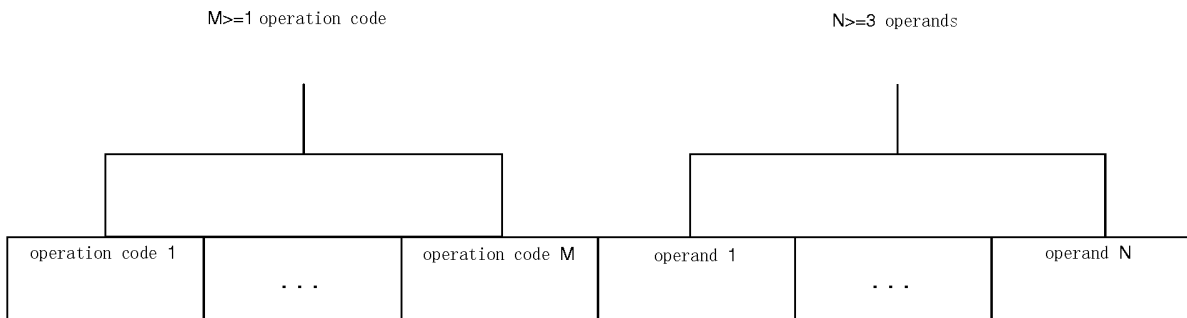 M>=1 operation code
N>=3 operands
operation code 1
...
operation code M
operand 1
...
operand N